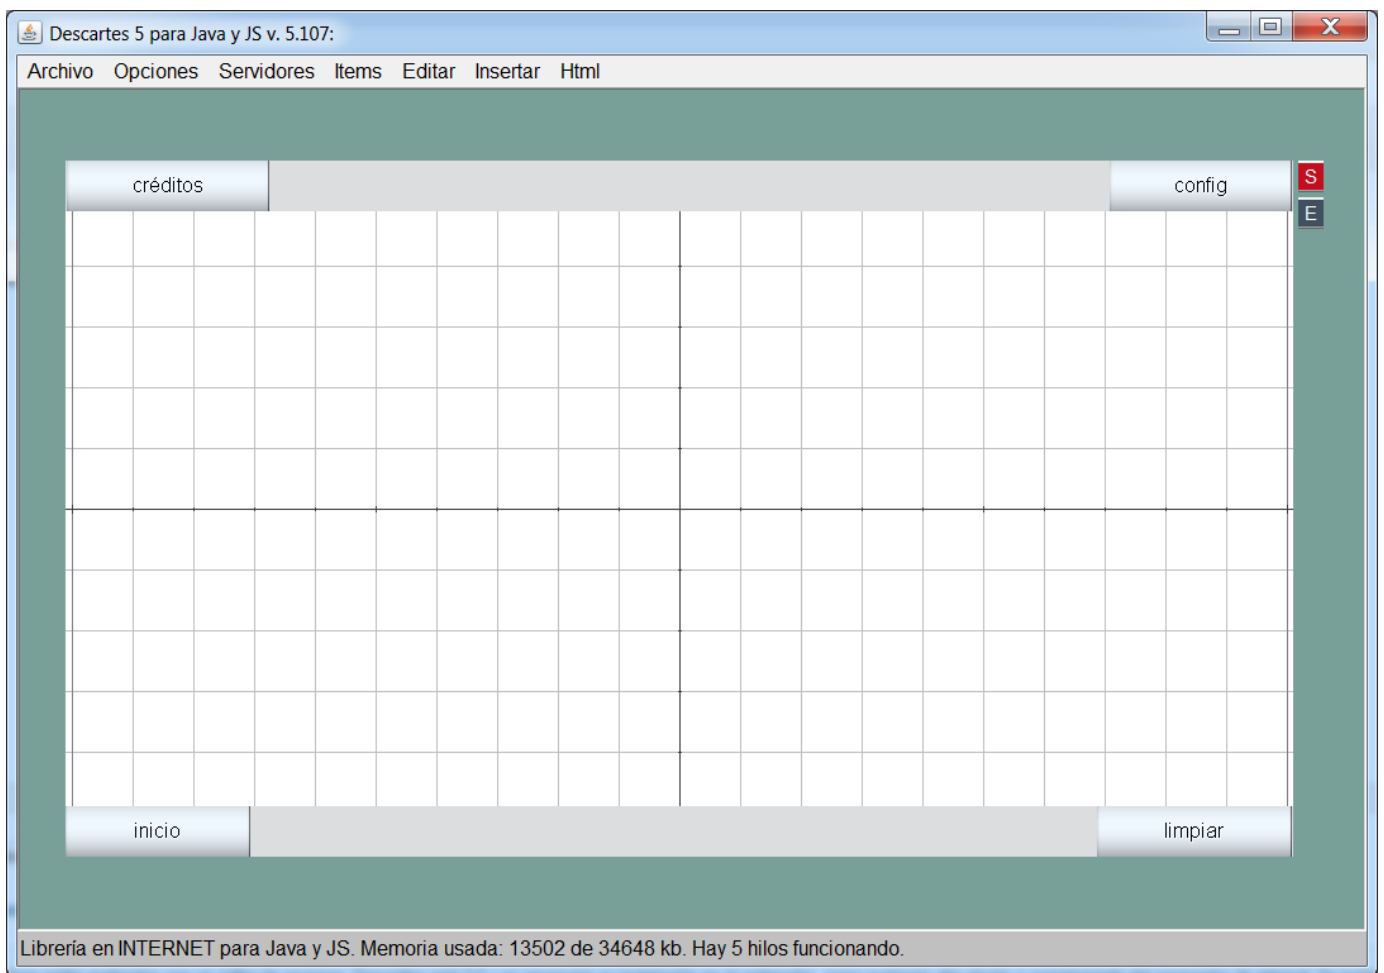 Descartes 5 para Java y JS v. 5.107:
Archivo Opciones Servidores Items Editar Insertar Html
créditos config S
E
inicio limpiar
Librería en INTERNET para Java y JS. Memoria usada: 13502 de 34648 kb. Hay 5 hilos funcionando.